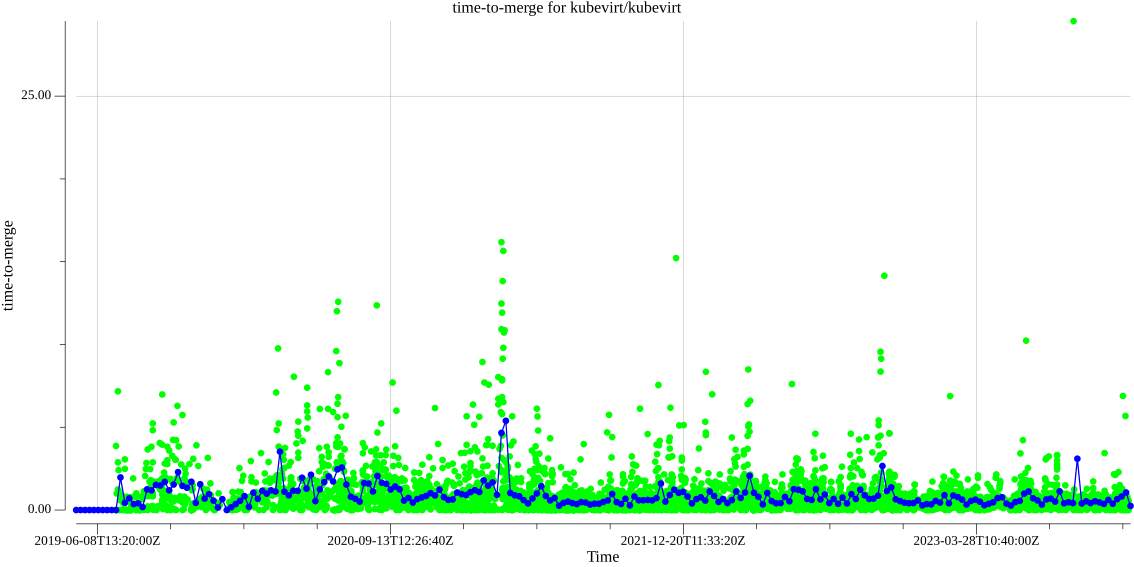 time-to-merge for kubevirt/kubevirt
25.00
time-to-merge
0.00
2019-06-08T13:20:00Z
2020-09-13T12:26:40Z
2021-12-20T11:33:20Z
2023-03-28T10:40:00Z
Time